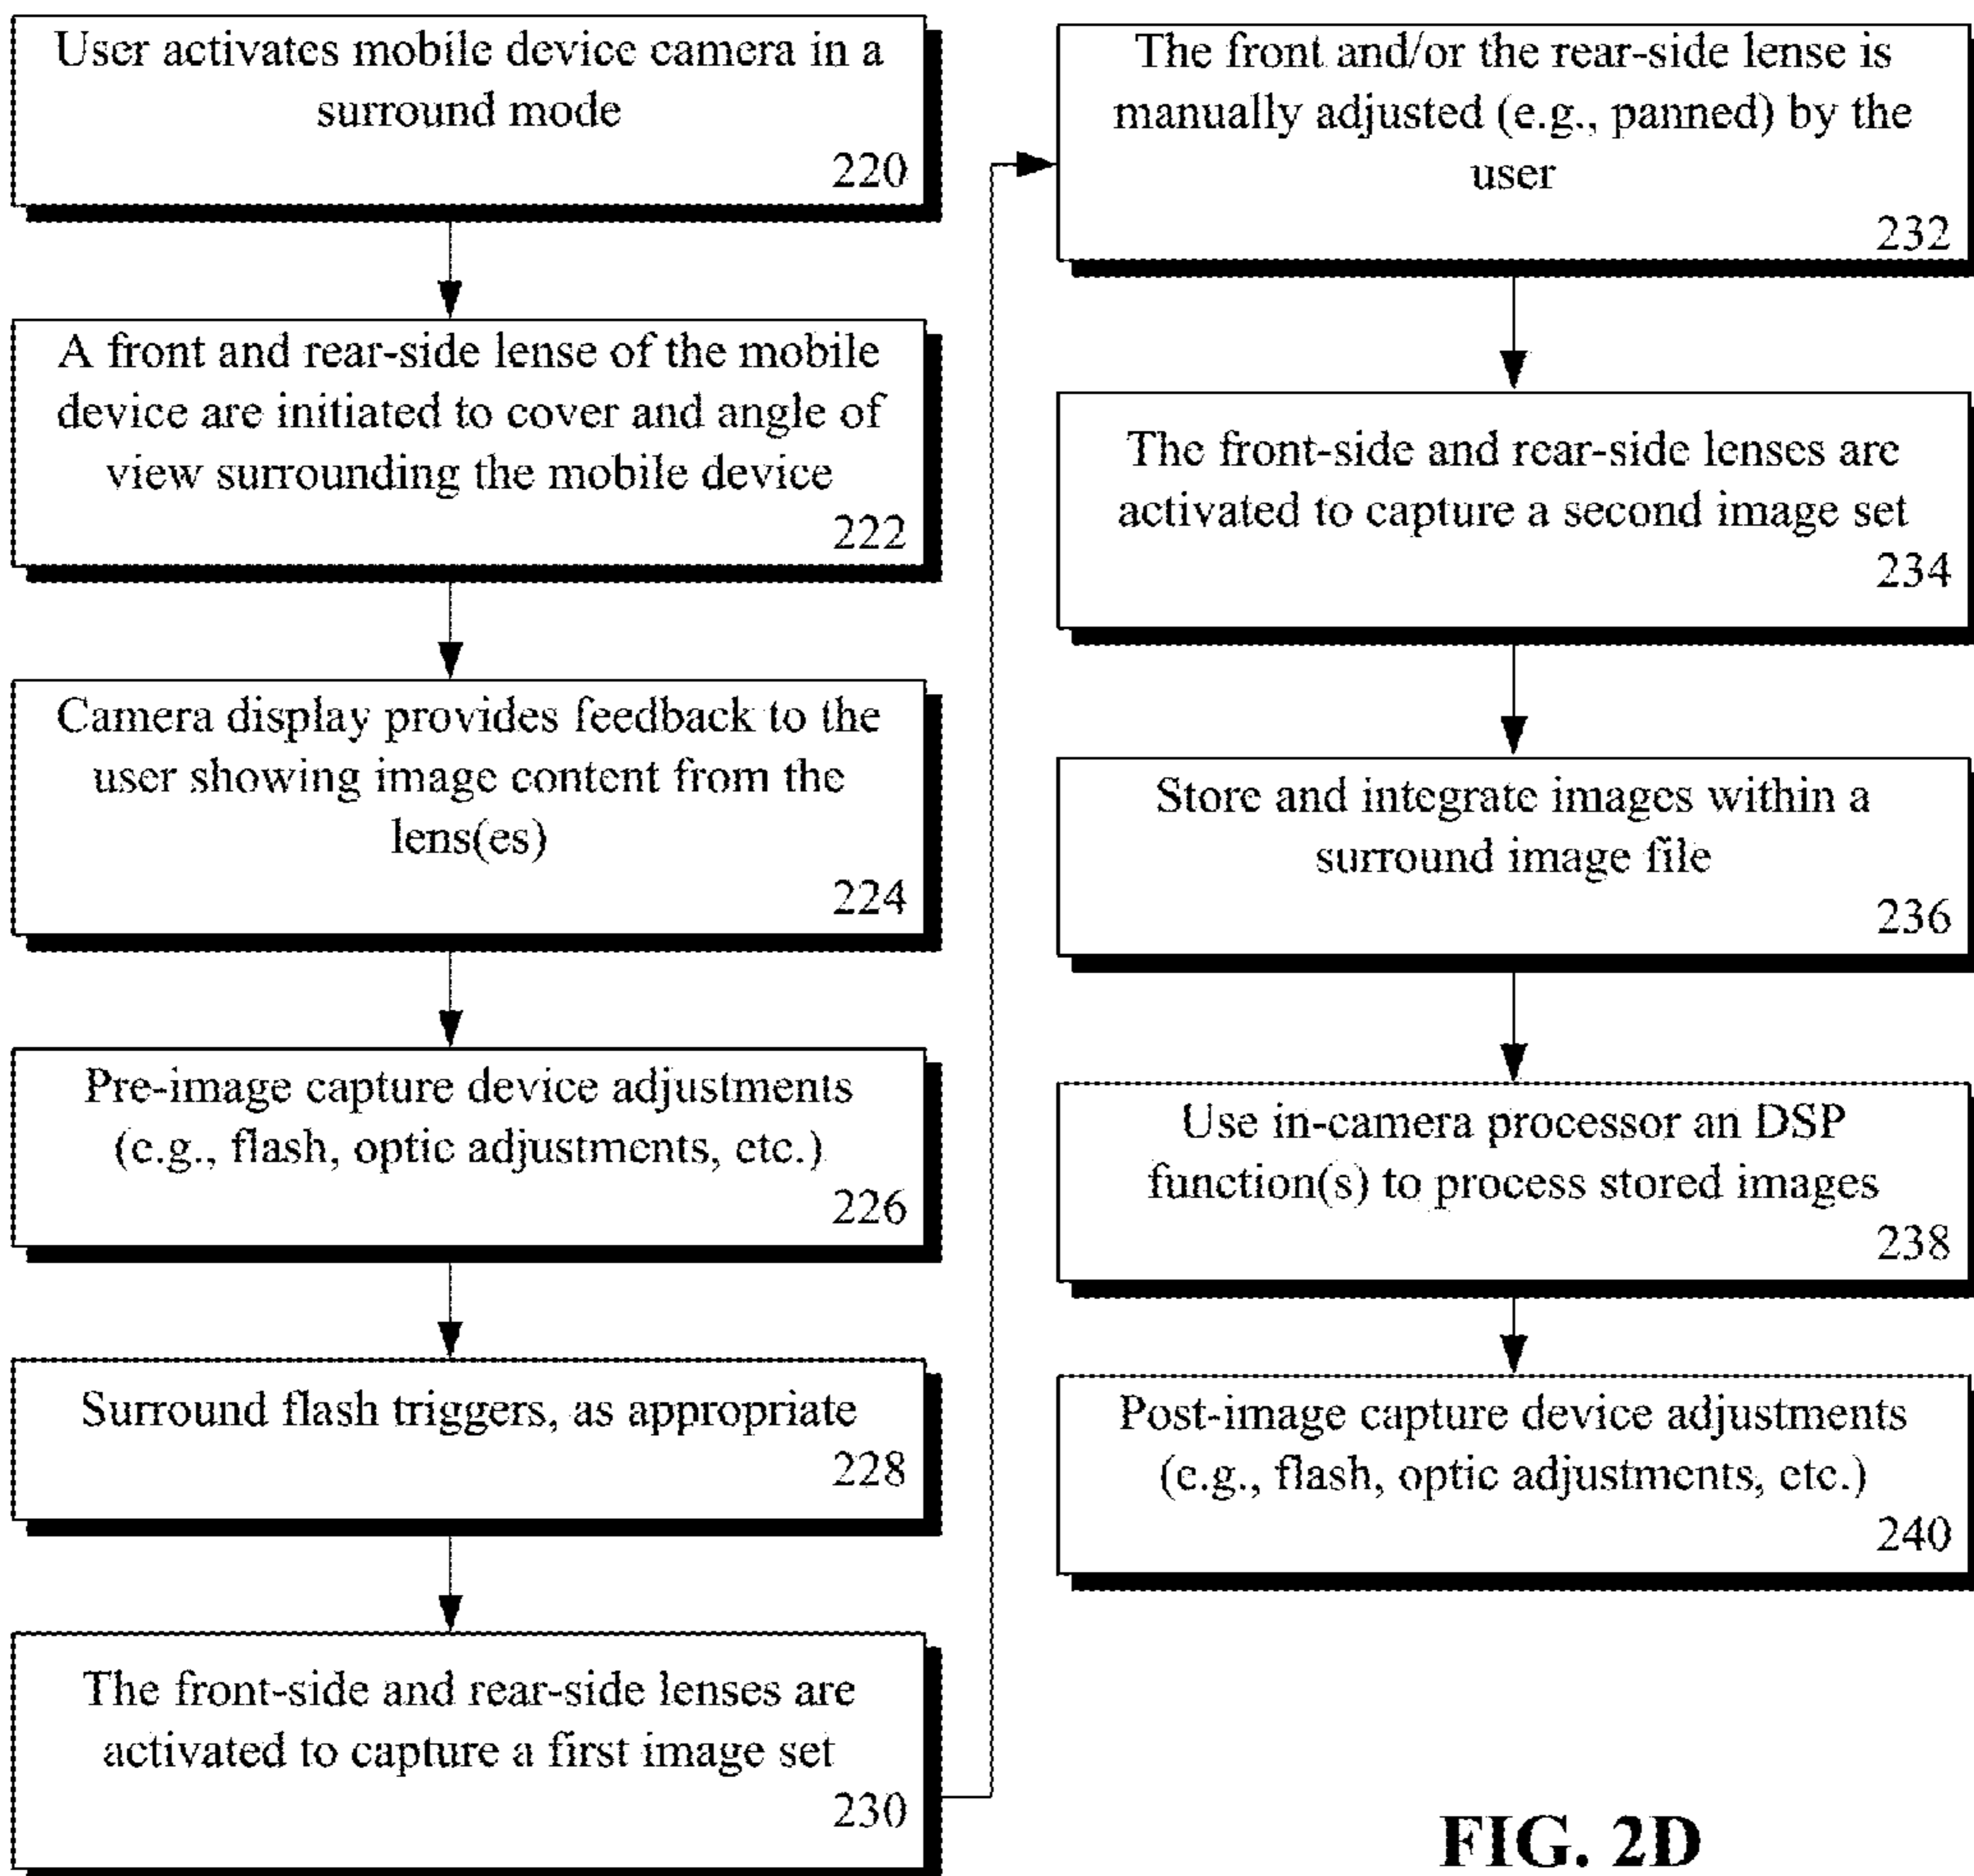 User activates mobile device camera in a
surround mode
220
A front and rear-side lense of the mobile
device are initiated to cover and angle of
view surrounding the mobile device
222
Camera display provides feedback to the
user showing image content from the
lens(es)
224
Pre-image capture device adjustments
(e.g., flash, optic adjustments, etc.)
226
Surround flash triggers, as appropriate
228
The front-side and rear-side lenses are
activated to capture a first image set
230
The front and/or the rear-side lense is
manually adjusted (e.g., panned) by the
user
232
The front-side and rear-side lenses are
activated to capture a second image set
234
Store and integrate images within a
surround image file
236
Use in-camera processor an DSP
function(s) to process stored images
238
Post-image capture device adjustments
(e.g., flash, optic adjustments, etc.)
240
FIG. 2D